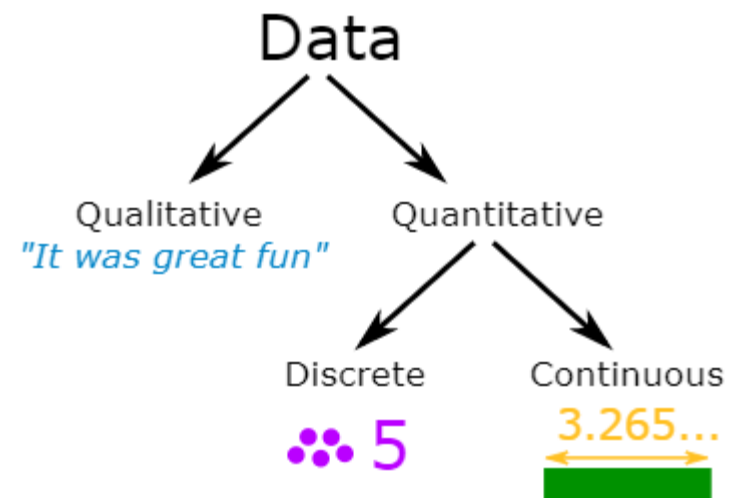 Data
Qualitative
Quantitative
"It was great fun"
Discrete
Continuous
5
3.265...